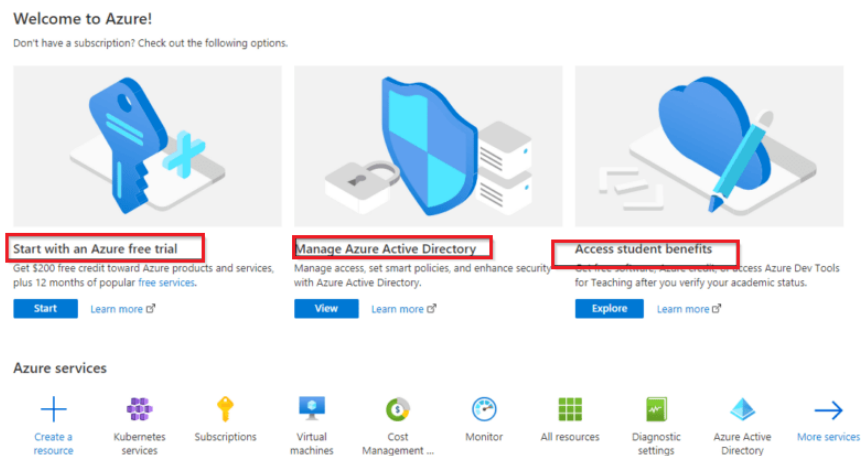 Welcome to Azure!
Don't have a subscription? Check out the following options.
Start with an Azure free trial
Get $200 free credit toward Azure products and services,
plus 12 months of popular free services.
Start Learn more
Manage Azure Active Directory
Manage access, set smart policies, and enhance security
with Azure Active Directory.
View Learn more
Access student benefits
Get free software, Azure credit, or access Azure Dev Tools
for Teaching after you verify your academic status.
Explore Learn more
Azure services
Create a
resource
Kubernetes
services
Subscriptions
Virtual
machines
Cost
Management ...
Monitor
All resources
Diagnostic
settings
Azure Active
Directory
More services